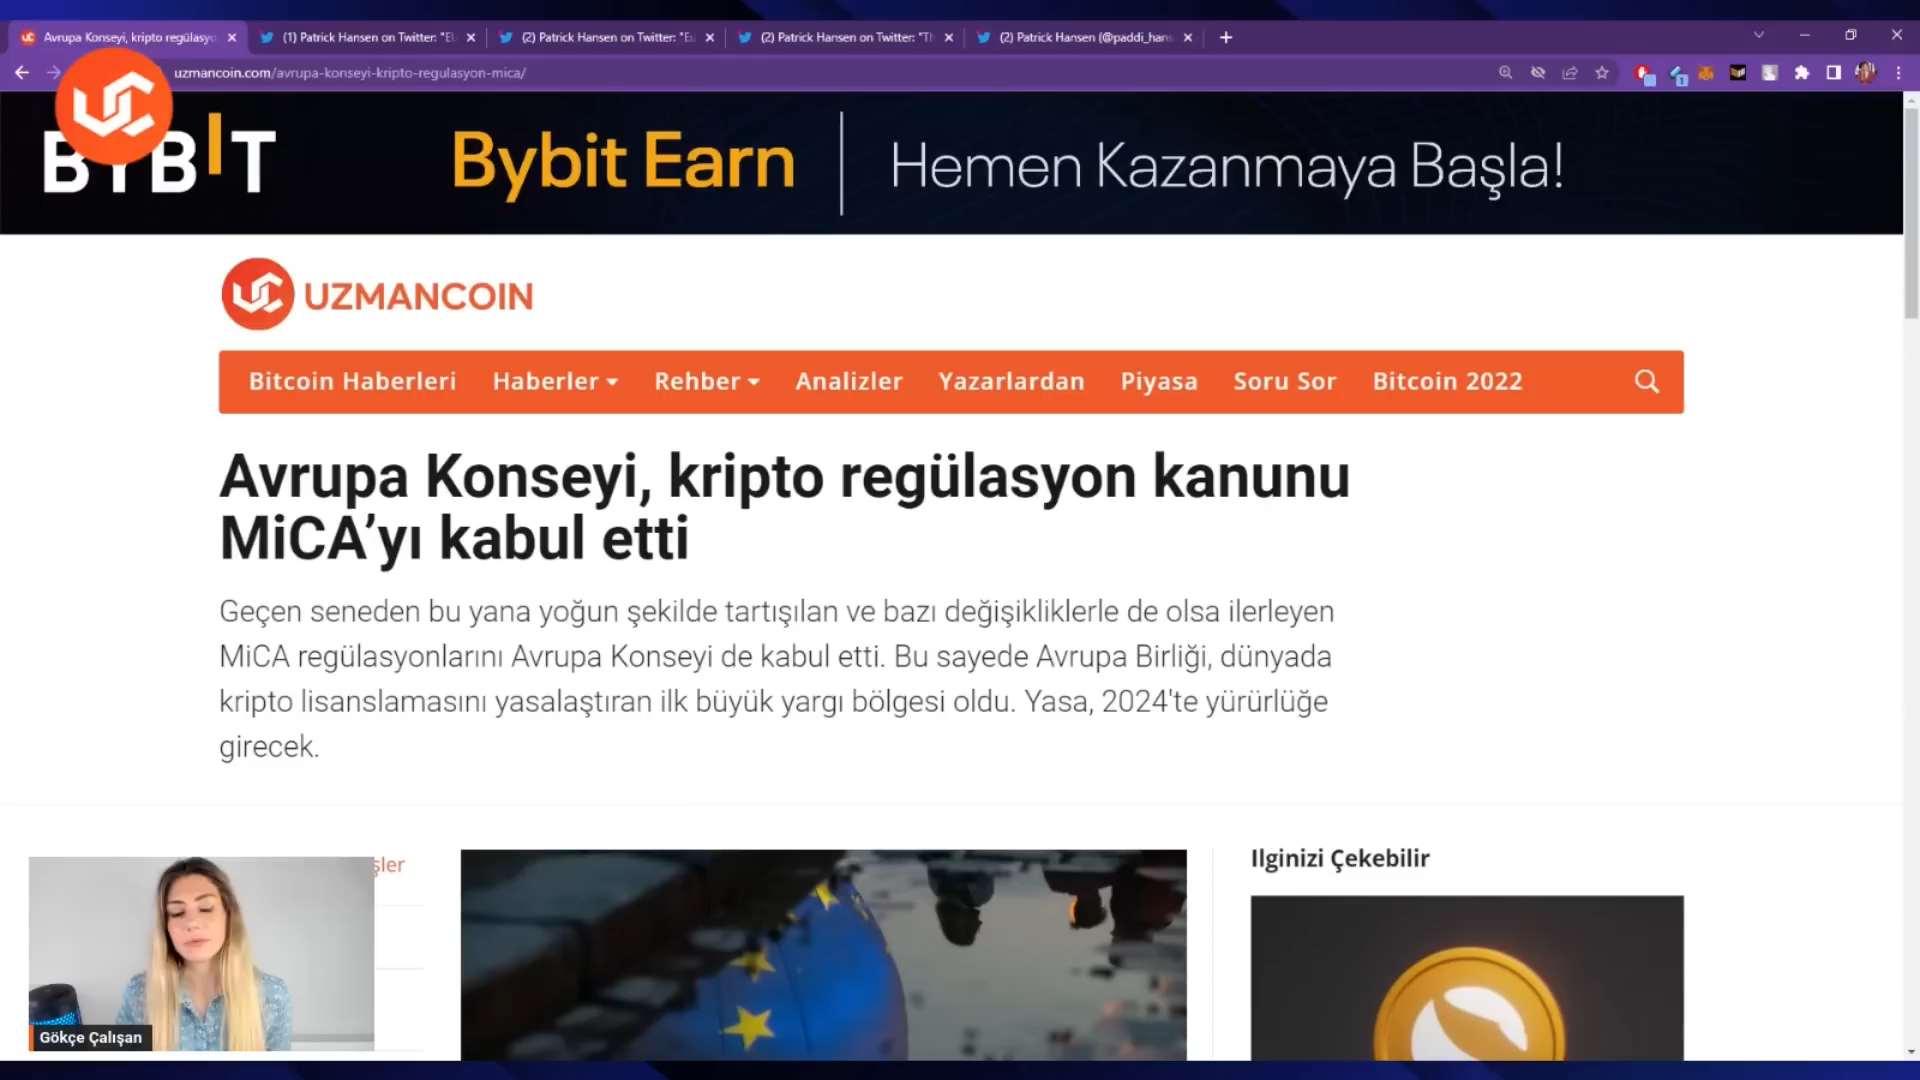 Avrupa Konseyi, kripto regülasyo
(1) Patrick Hansen on Twitter: "EU
(2) Patrick Hansen on Twitter: "Eu
(2) Patrick Hansen on Twitter: "Th
(2) Patrick Hansen (@paddi_hans
uzmancoin.com/avrupa-konseyi-kripto-regulasyon-mica/
BYBIT
Bybit Earn
Hemen Kazanmaya Başla!
UZMANCOIN
Bitcoin Haberleri Haberler Rehber Analizler Yazarlardan Piyasa Soru Sor Bitcoin 2022
Avrupa Konseyi, kripto regülasyon kanunu
MiCA’yı kabul etti
Geçen seneden bu yana yoğun şekilde tartışılan ve bazı değişikliklerle de olsa ilerleyen
MiCA regülasyonlarını Avrupa Konseyi de kabul etti. Bu sayede Avrupa Birliği, dünyada
kripto lisanslamasını yasalaştıran ilk büyük yargı bölgesi oldu. Yasa, 2024'te yürürlüğe
girecek.
şler
Ilginizi Çekebilir
Gökçe Çalışan